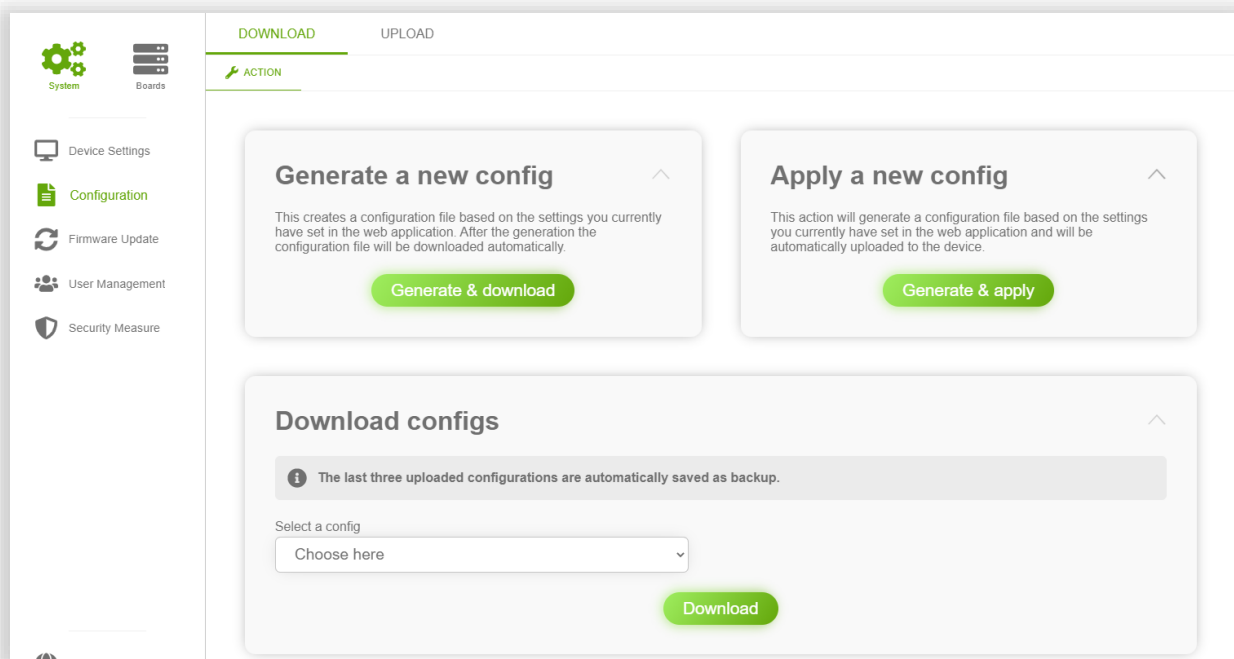 DOWNLOAD
UPLOAD
System
Boards
ACTION
Device Settings
Configuration
Firmware Update
User Management
Security Measure
Generate a new config
This creates a configuration file based on the settings you currently
have set in the web application. After the generation the
configuration file will be downloaded automatically.
Generate & download
Apply a new config
This action will generate a configuration file based on the settings
you currently have set in the web application and will be
automatically uploaded to the device.
Generate & apply
Download configs
The last three uploaded configurations are automatically saved as backup.
Select a config
Choose here
Download